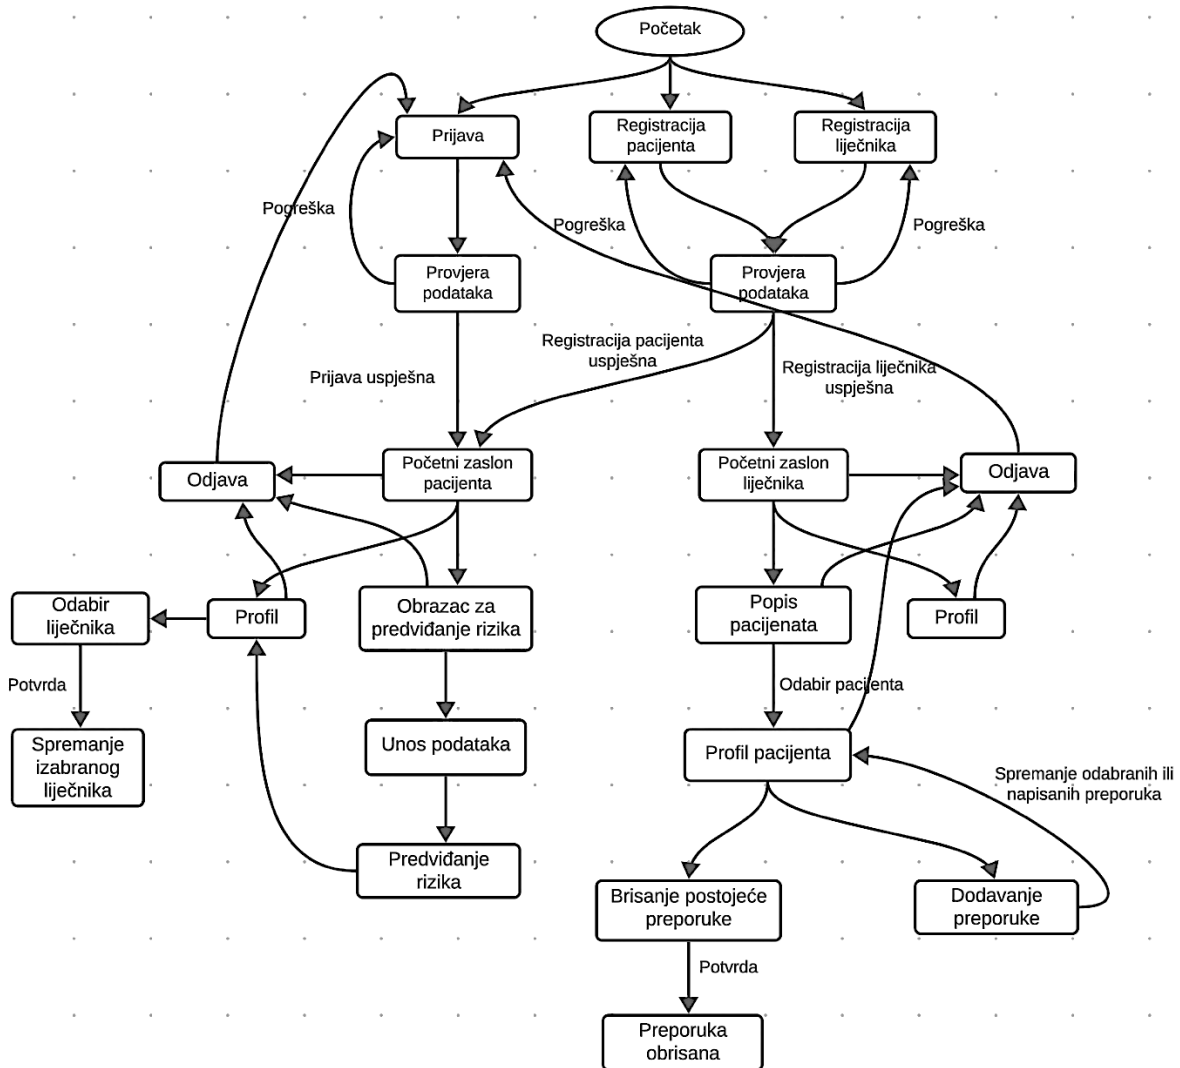 Početak
Prijava
Registracija
pacijenta
Registracija
liječnika
Pogreška
Pogreška
Pogreška
Provjera
podataka
Provjera
podataka
Registracija pacijenta
uspješna
Prijava uspješna
Registracija liječnika
uspješna
Odjava
Početni zaslon
pacijenta
Početni zaslon
liječnika
Odjava
Odabir
liječnika
Profil
Obrazac za
predviđanje rizika
Popis
pacijenata
Profil
Potvrda
Odabir pacijenta
Spremanje
izabranog
liječnika
Unos podataka
Profil pacijenta
Spremanje odabranih ili
napisanih preporuka
Predviđanje
rizika
Brisanje postojeće
preporuke
Dodavanje
preporuke
Potvrda
Preporuka
obrisana